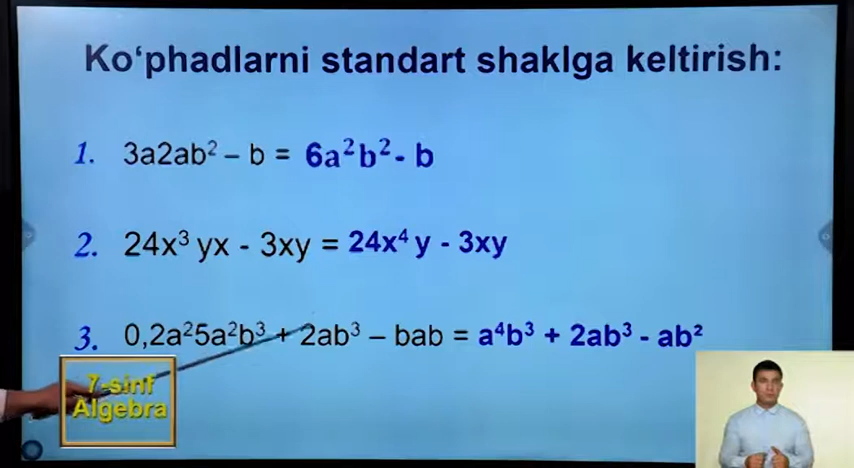 Ko‘phadlarni standart shaklga keltirish:
1. 3a2ab² – b = 6a²b² - b
2. 24x³ yx - 3xy = 24x⁴ y - 3xy
3. 0,2a²5a²b³ + 2ab³ – bab = a⁴b³ + 2ab³ - ab²
7-sinf
Algebra